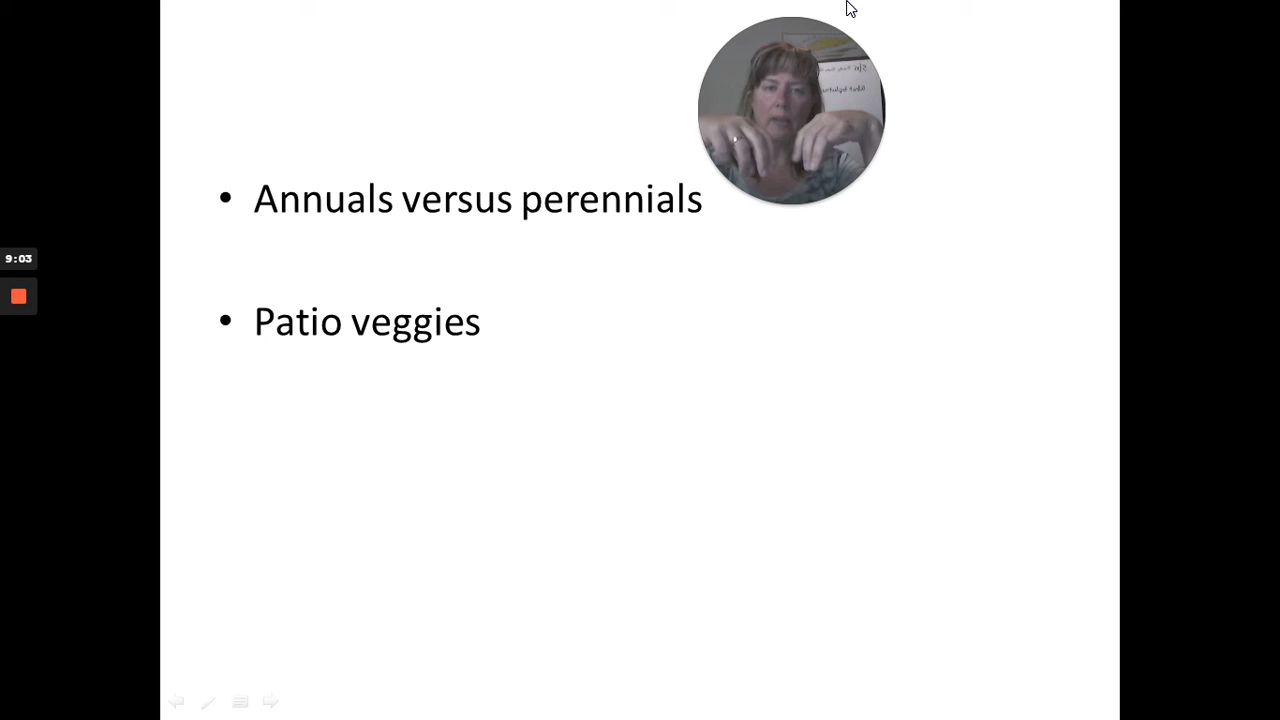 • Annuals versus perennials
9:03
• Patio veggies